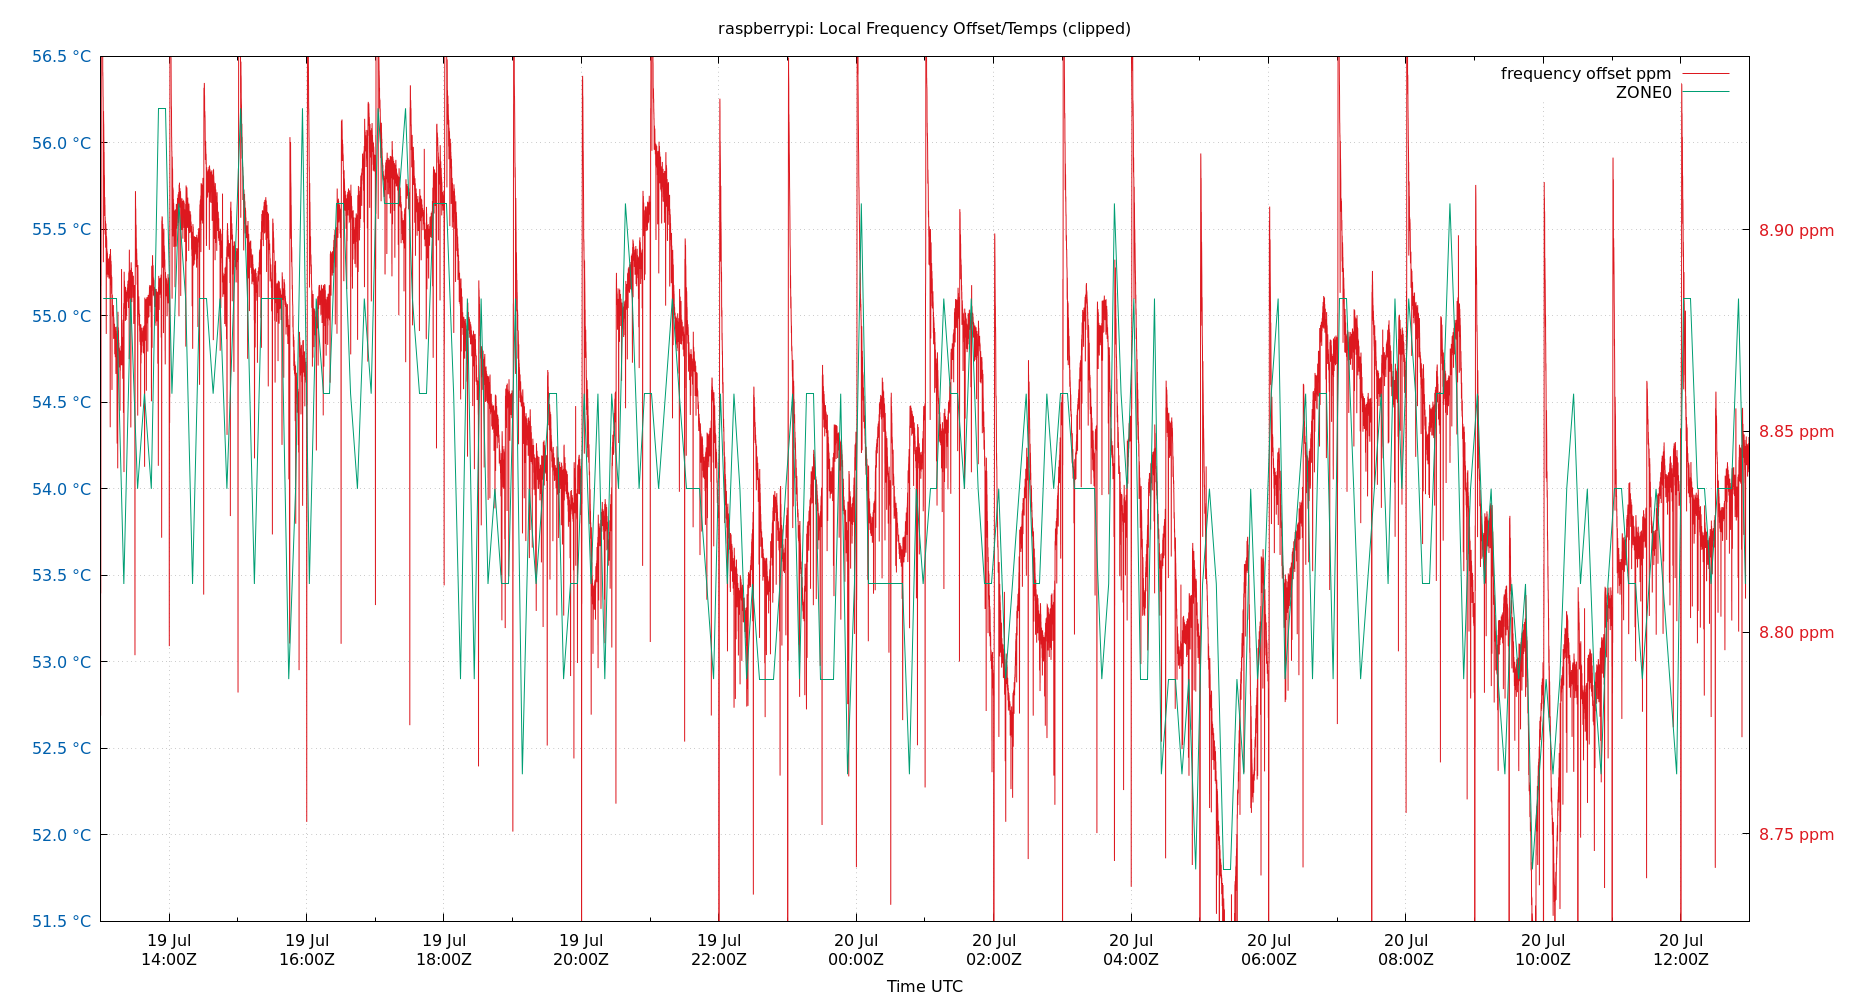 raspberrypi: Local Frequency Offset/Temps (clipped)
56.5 °C
56.0 °C
55.5 °C
55.0 °C
54.5 °C
54.0 °C
53.5 °C
53.0 °C
52.5 °C
52.0 °C
51.5 °C
frequency offset ppm
ZONE0
8.90 ppm
8.85 ppm
8.80 ppm
8.75 ppm
19 Jul 19 Jul 19 Jul 19 Jul 19 Jul 20 Jul 20 Jul 20 Jul 20 Jul 20 Jul 20 Jul 20 Jul
14:00Z 16:00Z 18:00Z 20:00Z 22:00Z 00:00Z 02:00Z 04:00Z 06:00Z 08:00Z 10:00Z 12:00Z
Time UTC